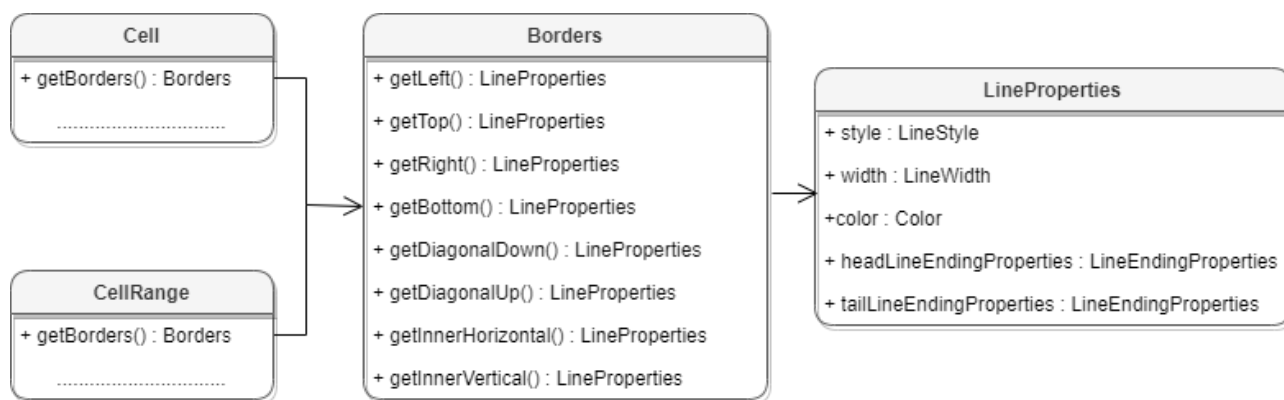 Cell
+ getBorders() : Borders
...............................
CellRange
+ getBorders() : Borders
...............................
Borders
+ getLeft() : LineProperties
+ getTop() : LineProperties
+ getRight() : LineProperties
+ getBottom() : LineProperties
+ getDiagonalDown() : LineProperties
+ getDiagonalUp() : LineProperties
+ getInnerHorizontal() : LineProperties
+ getInnerVertical() : LineProperties
LineProperties
+ style : LineStyle
+ width : LineWidth
+color : Color
+ headLineEndingProperties : LineEndingProperties
+ tailLineEndingProperties : LineEndingProperties